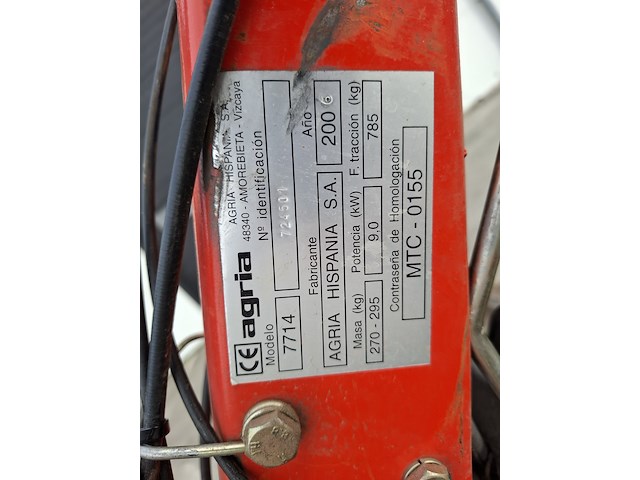 AGRIA HISPANIA S.A.
48340 - AMOREBIETA - Vizcaya
CE agria
Nº identificación
724501
Modelo
7714
Fabricante
AGRIA HISPANIA S.A.
Año
2006
Masa (kg)
270 - 295
Potencia (kW)
9,0
F. tracción (kg)
785
Contraseña de Homologación
MTC - 0155